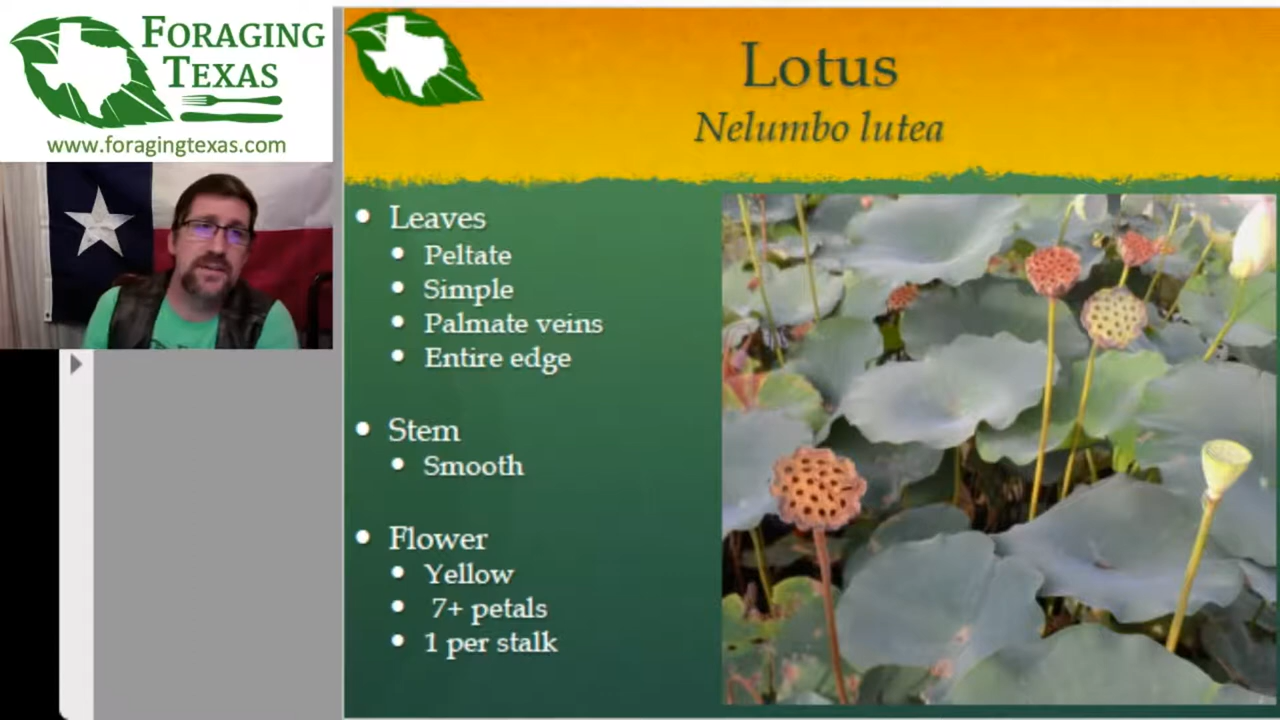 FORAGING
TEXAS
www.foragingtexas.com
Lotus
Nelumbo lutea
Leaves
Peltate
Simple
Palmate veins
Entire edge
Stem
Smooth
Flower
Yellow
7+ petals
1 per stalk